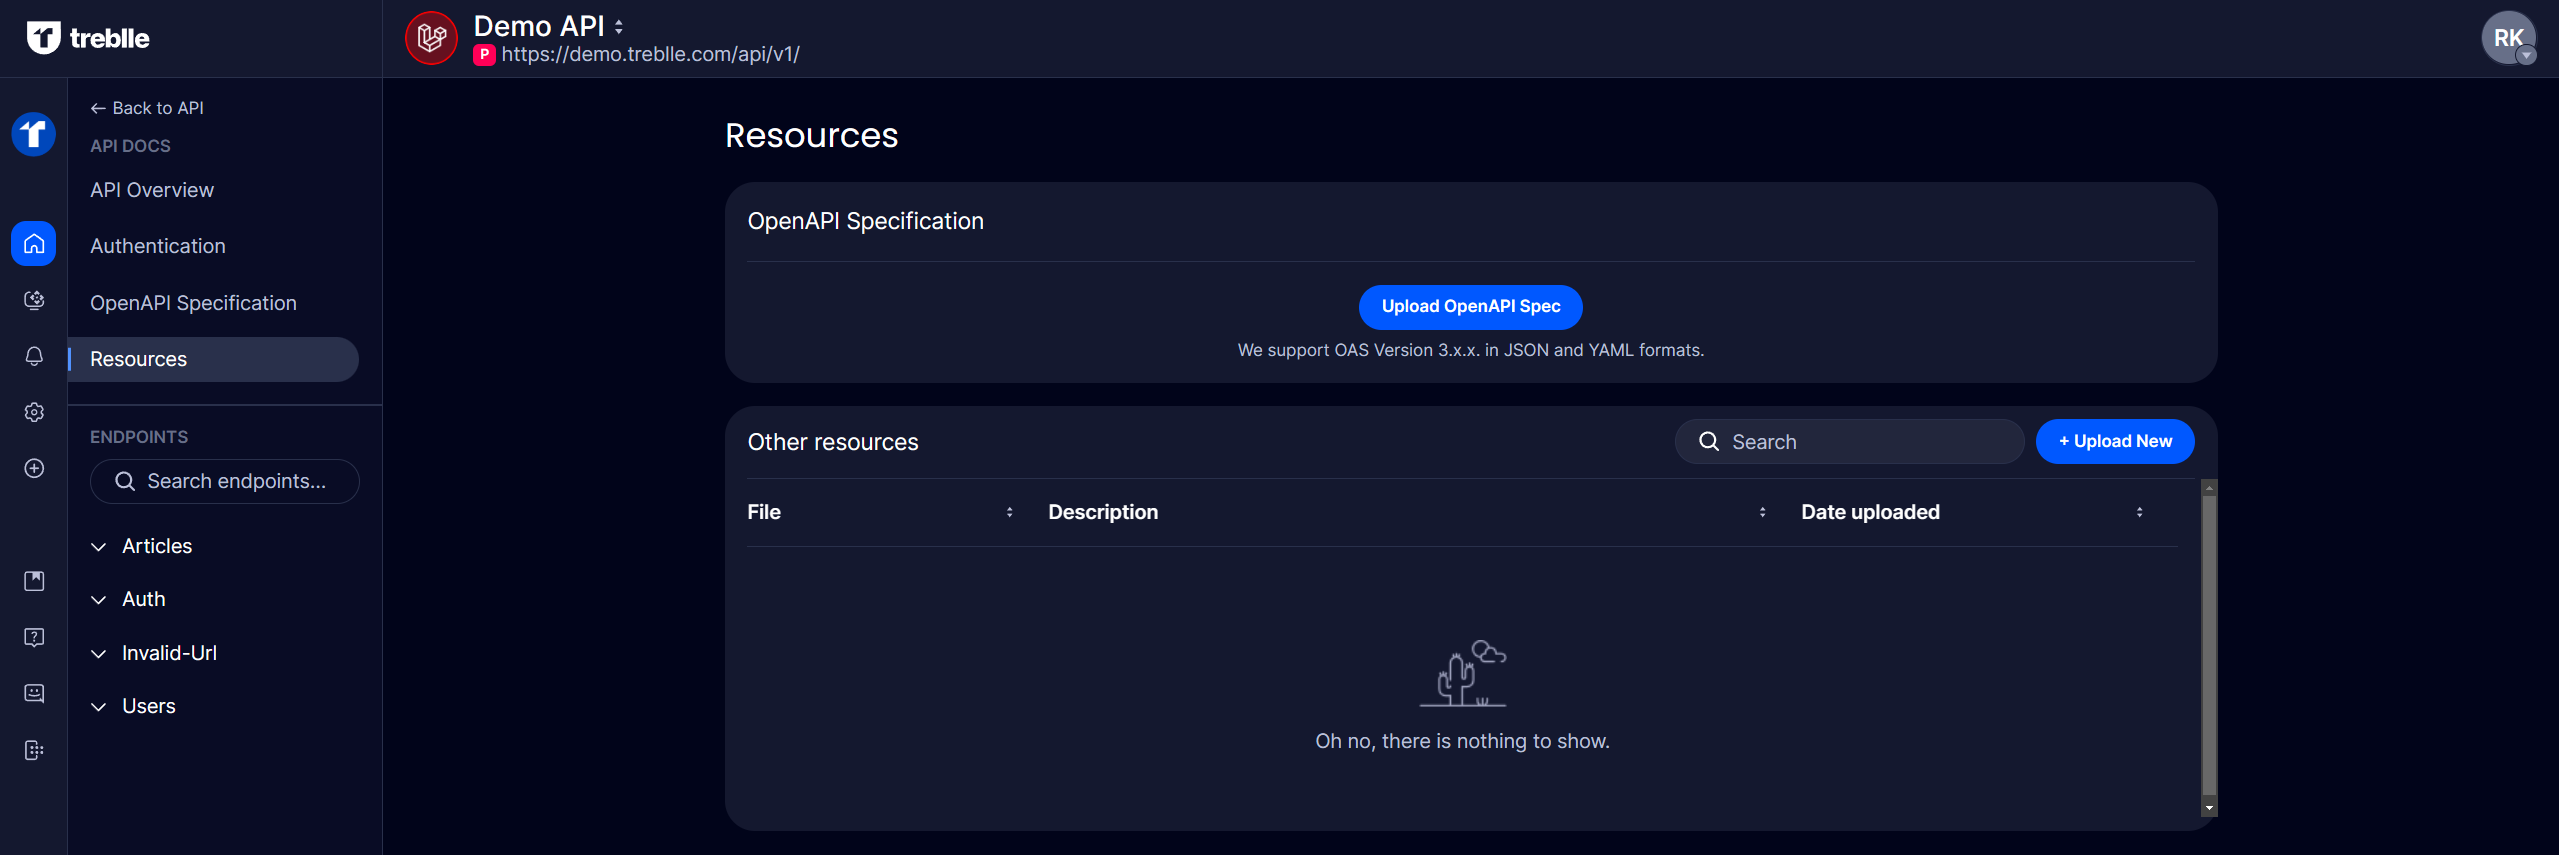 treblle
Demo API
P https://demo.treblle.com/api/v1/
RK
← Back to API
API DOCS
API Overview
Authentication
OpenAPI Specification
Resources
ENDPOINTS
Search endpoints...
Articles
Auth
Invalid-Url
Users
Resources
OpenAPI Specification
Upload OpenAPI Spec
We support OAS Version 3.x.x. in JSON and YAML formats.
Other resources
Search
+ Upload New
File Description Date uploaded
Oh no, there is nothing to show.